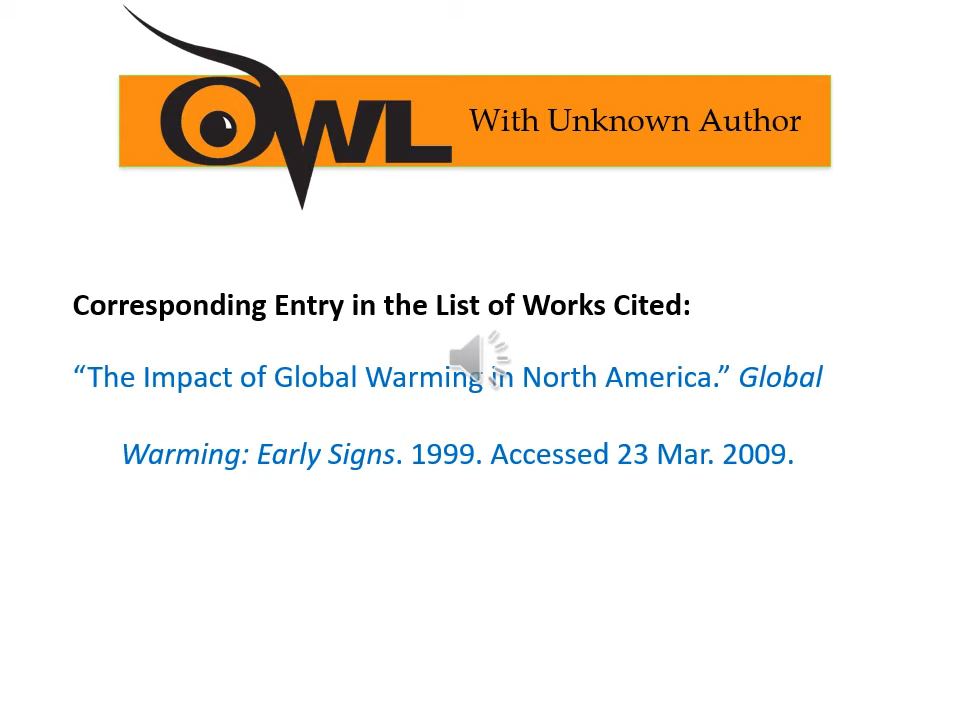 OWL With Unknown Author
Corresponding Entry in the List of Works Cited:
“The Impact of Global Warming in North America.” Global
Warming: Early Signs. 1999. Accessed 23 Mar. 2009.